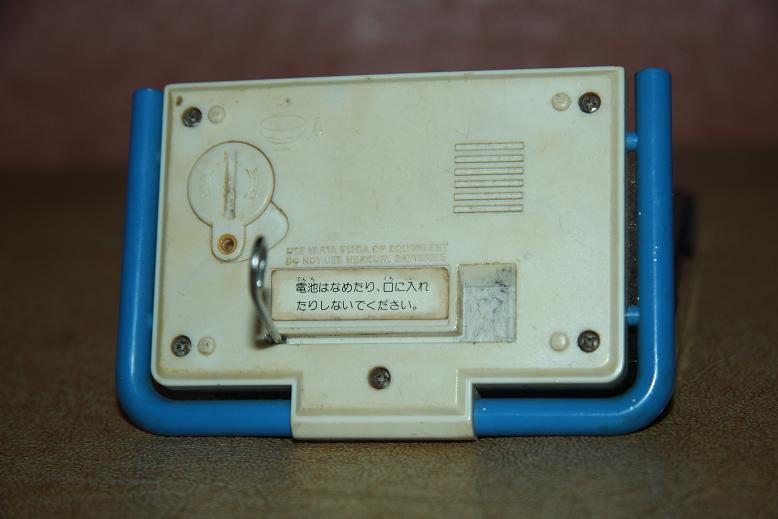 USE VARTA V13GA OR EQUIVALENT
DO NOT USE MERCURY BATTERIES
電池はなめたり、口に入れ
たりしないでください。